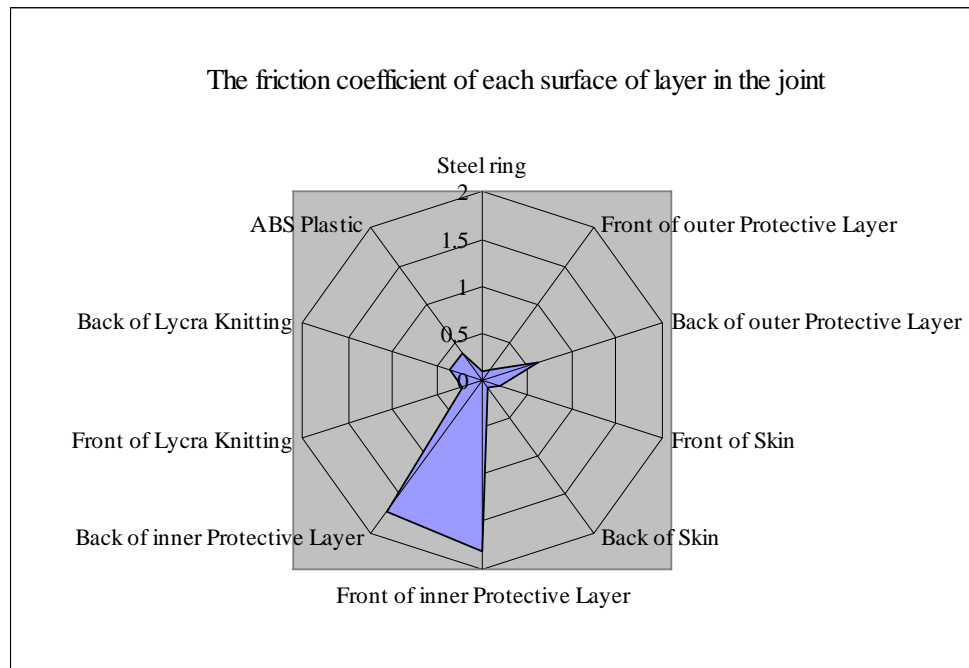 The friction coefficient of each surface of layer in the joint
Steel ring
2
ABS Plastic
Front of outer Protective Layer
1.5
1
Back of Lycra Knitting
Back of outer Protective Layer
0.5
0
Front of Lycra Knitting
Front of Skin
Back of inner Protective Layer
Back of Skin
Front of inner Protective Layer